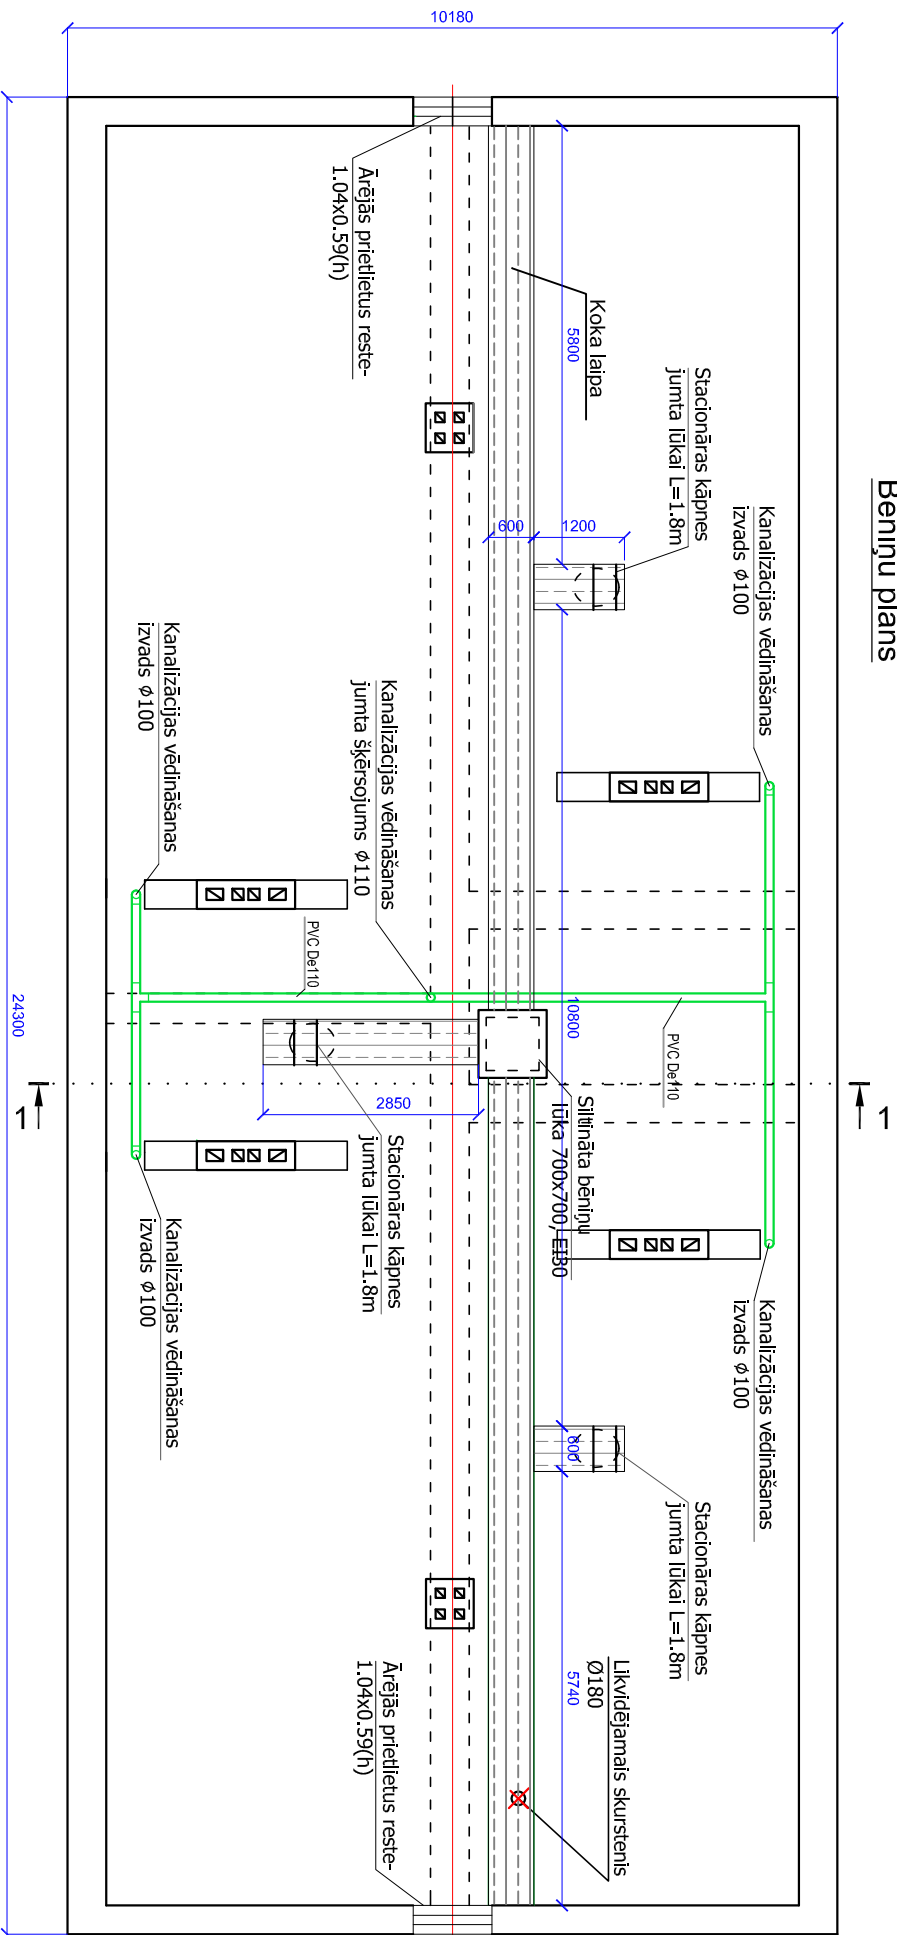 Bēniņu plāns
10180
24300
Ārējās prietlietus reste-
1.04x0.59(h)
Koka laipa
5800
Stacionāras kāpnes
jumta lūkai L=1.8m
Kanalizācijas vēdināšanas
izvads ϕ100
600
1200
Kanalizācijas vēdināšanas
izvads ϕ100
Kanalizācijas vēdināšanas
jumta šķērsojums ϕ110
PVC De110
10800
PVC De110
1
1
2850
Siltināta bēniņu
lūka 700x700, EI30
Stacionāras kāpnes
jumta lūkai L=1.8m
Kanalizācijas vēdināšanas
izvads ϕ100
Kanalizācijas vēdināšanas
izvads ϕ100
600
Stacionāras kāpnes
jumta lūkai L=1.8m
Likvidējamais skurstenis
Ø180
5740
Ārējās prietlietus reste-
1.04x0.59(h)